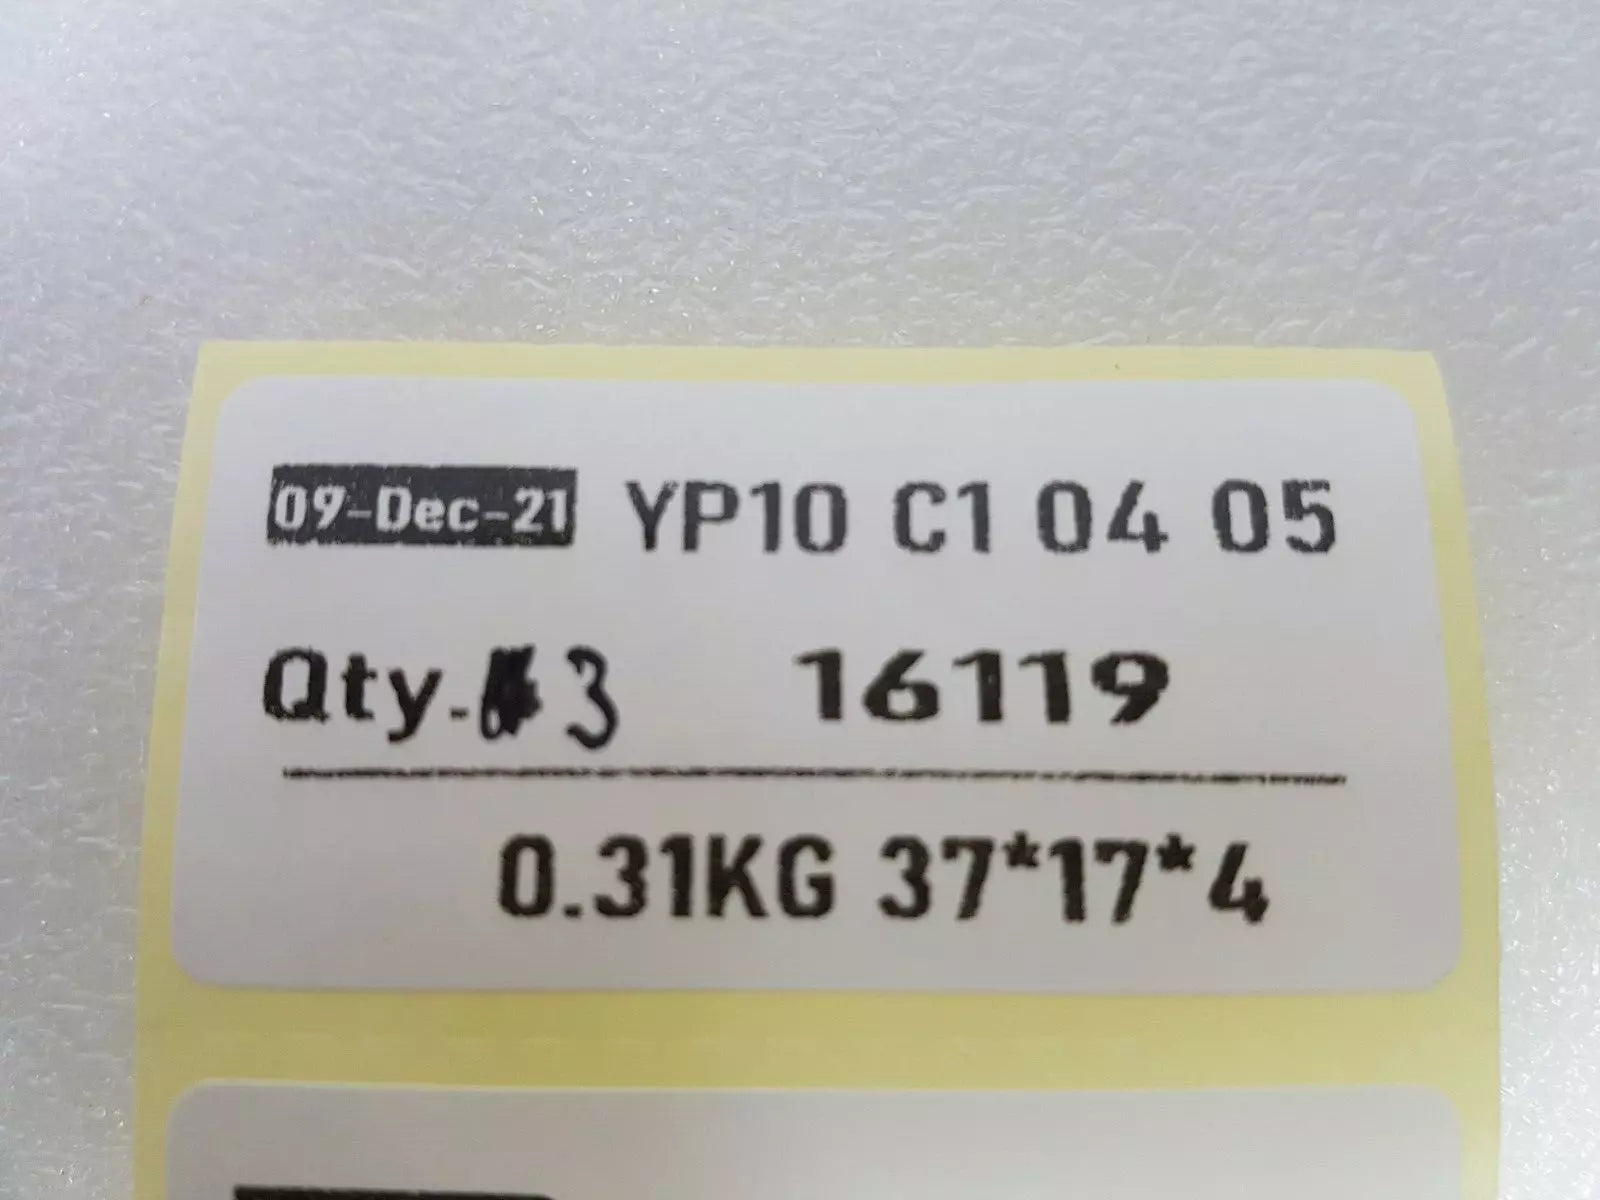 09-Dec-21 YP10 C1 04 05
Qty. 3 16119
0.31KG 37*17*4